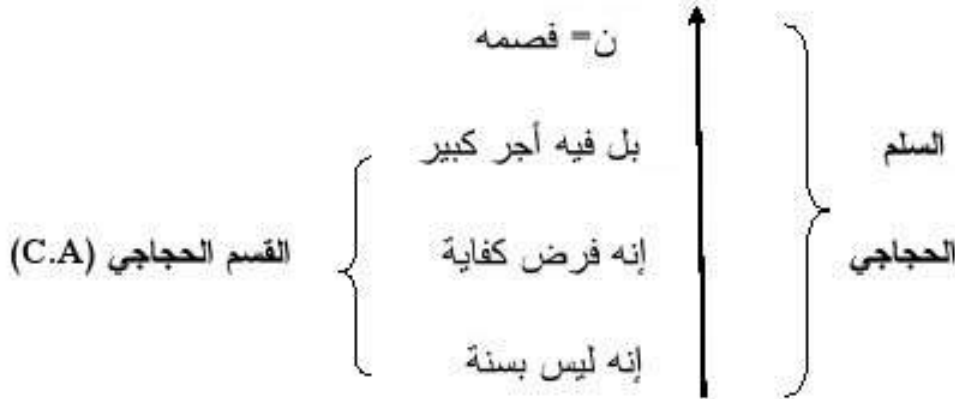 ن= فصمه
بل فيه أجر كبير
إنه فرض كفاية
إنه ليس بسنة
السلم
الحجاجي
القسم الحجاجي (C.A)